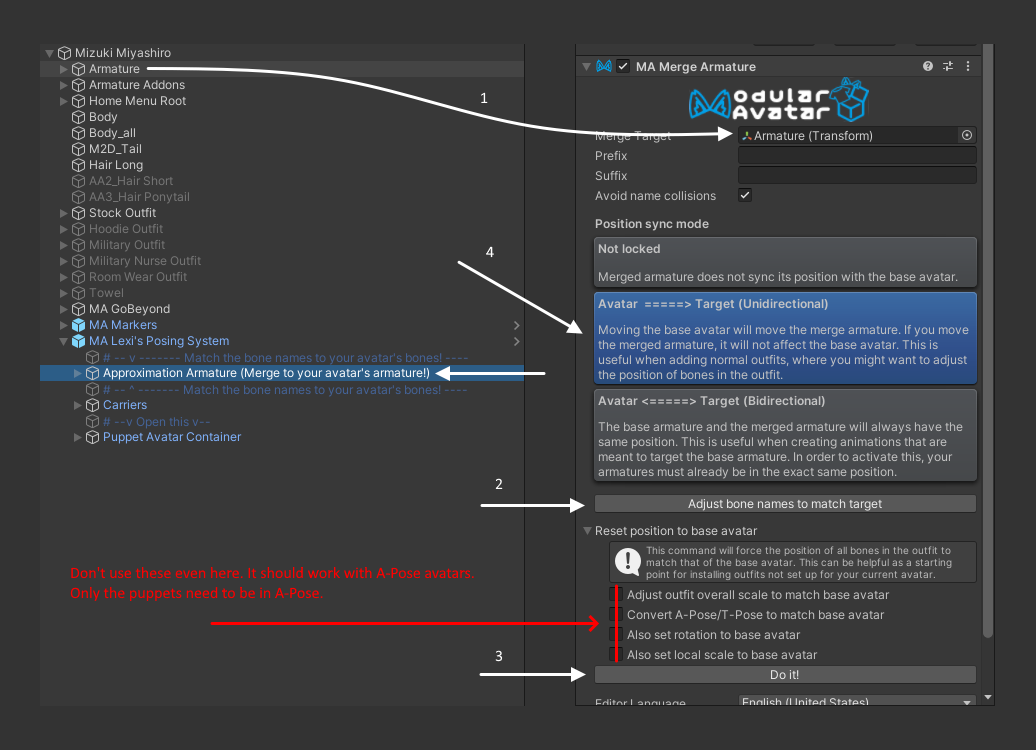 Mizuki Miyashiro
Armature
Armature Addons
Home Menu Root
Body
Body_all
M2D_Tail
Hair Long
AA2_Hair Short
AA3_Hair Ponytail
Stock Outfit
Hoodie Outfit
Military Outfit
Military Nurse Outfit
Room Wear Outfit
Towel
MA GoBeyond
MA Markers
MA Lexi's Posing System
# -- v ------- Match the bone names to your avatar's bones! ----
Approximation Armature (Merge to your avatar's armature!)
# -- ^ ------- Match the bone names to your avatar's bones! ----
Carriers
# --v Open this v--
Puppet Avatar Container
1
4
2
3
Don't use these even here. It should work with A-Pose avatars.
Only the puppets need to be in A-Pose.
MA Merge Armature
Modular
Avatar
Merge Target
Armature (Transform)
Prefix
Suffix
Avoid name collisions
Position sync mode
Not locked
Merged armature does not sync its position with the base avatar.
Avatar =====> Target (Unidirectional)
Moving the base avatar will move the merge armature. If you move
the merged armature, it will not affect the base avatar. This is
useful when adding normal outfits, where you might want to adjust
the position of bones in the outfit.
Avatar <=====> Target (Bidirectional)
The base armature and the merged armature will always have the
same position. This is useful when creating animations that are
meant to target the base armature. In order to activate this, your
armatures must already be in the exact same position.
Adjust bone names to match target
Reset position to base avatar
This command will force the position of all bones in the outfit to
match that of the base avatar. This can be helpful as a starting
point for installing outfits not set up for your current avatar.
Adjust outfit overall scale to match base avatar
Convert A-Pose/T-Pose to match base avatar
Also set rotation to base avatar
Also set local scale to base avatar
Do it!
Editor Language
English (United States)